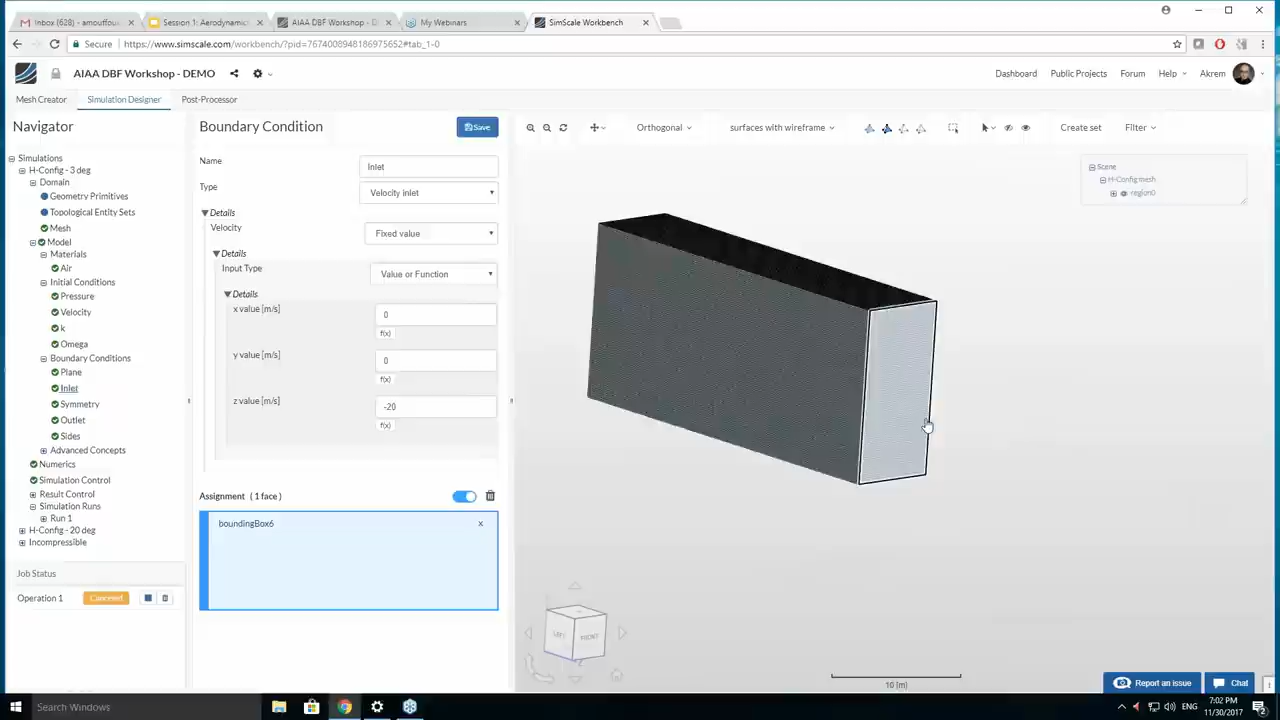 Inbox (628) - amouffou
Session 1: Aerodynamic
AIAA DBF Workshop - D
My Webinars
SimScale Workbench
Secure
https://www.simscale.com/workbench/?pid=7674008948186975652#tab_1-0
AIAA DBF Workshop - DEMO
Dashboard
Public Projects
Forum
Help
Akrem
Mesh Creator
Simulation Designer
Post-Processor
Navigator
Simulations
H-Config - 3 deg
Domain
Geometry Primitives
Topological Entity Sets
Mesh
Model
Materials
Air
Initial Conditions
Pressure
Velocity
k
Omega
Boundary Conditions
Plane
Inlet
Symmetry
Outlet
Sides
Advanced Concepts
Numerics
Simulation Control
Result Control
Simulation Runs
Run 1
H-Config - 20 deg
Incompressible
Job Status
Operation 1
Canceled
Boundary Condition
Save
Name
Inlet
Type
Velocity inlet
Details
Velocity
Fixed value
Details
Input Type
Value or Function
Details
x value [m/s]
0
f(x)
y value [m/s]
0
f(x)
z value [m/s]
-20
f(x)
Assignment ( 1 face )
boundingBox6
x
Orthogonal
surfaces with wireframe
Create set
Filter
Scene
H-Config mesh
region0
LEFT
FRONT
10 [m]
Report an issue
Chat
Search Windows
ENG
7:02 PM
11/30/2017